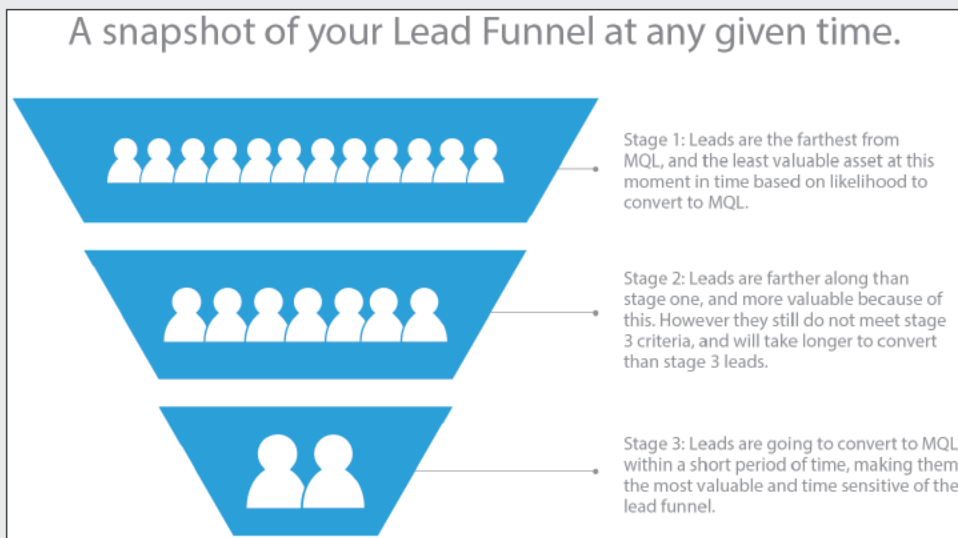 A snapshot of your Lead Funnel at any given time.
Stage 1: Leads are the farthest from
MQL, and the least valuable asset at this
moment in time based on likelihood to
convert to MQL.
Stage 2: Leads are farther along than
stage one, and more valuable because of
this. However they still do not meet stage
3 criteria, and will take longer to convert
than stage 3 leads.
Stage 3: Leads are going to convert to MQL
within a short period of time, making them
the most valuable and time sensitive of the
lead funnel.